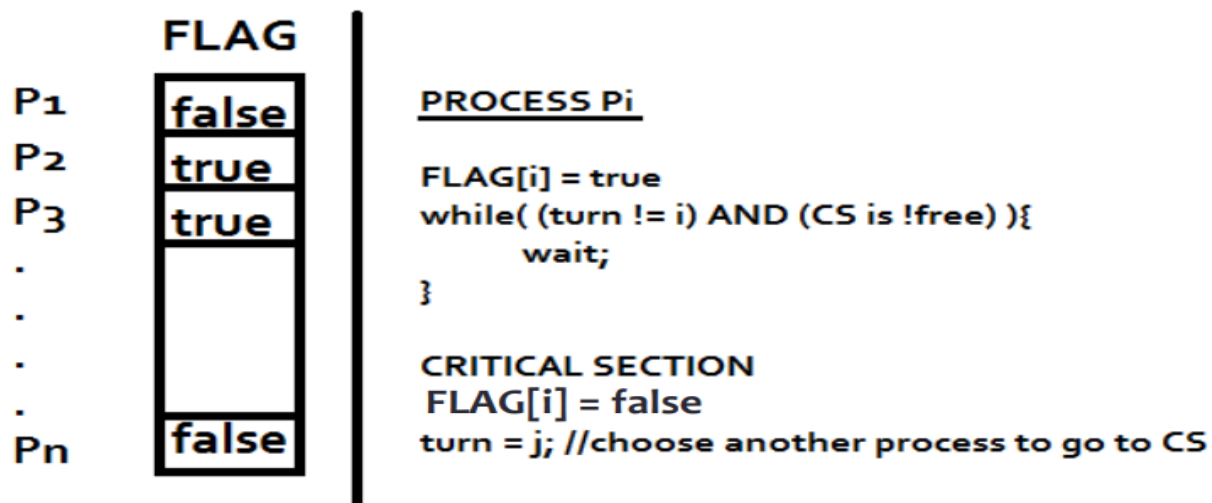 FLAG
P1 false
P2 true
P3 true
.
.
.
.
Pn false
PROCESS Pi
FLAG[i] = true
while( (turn != i) AND (CS is !free) ){
wait;
}
CRITICAL SECTION
FLAG[i] = false
turn = j; //choose another process to go to CS